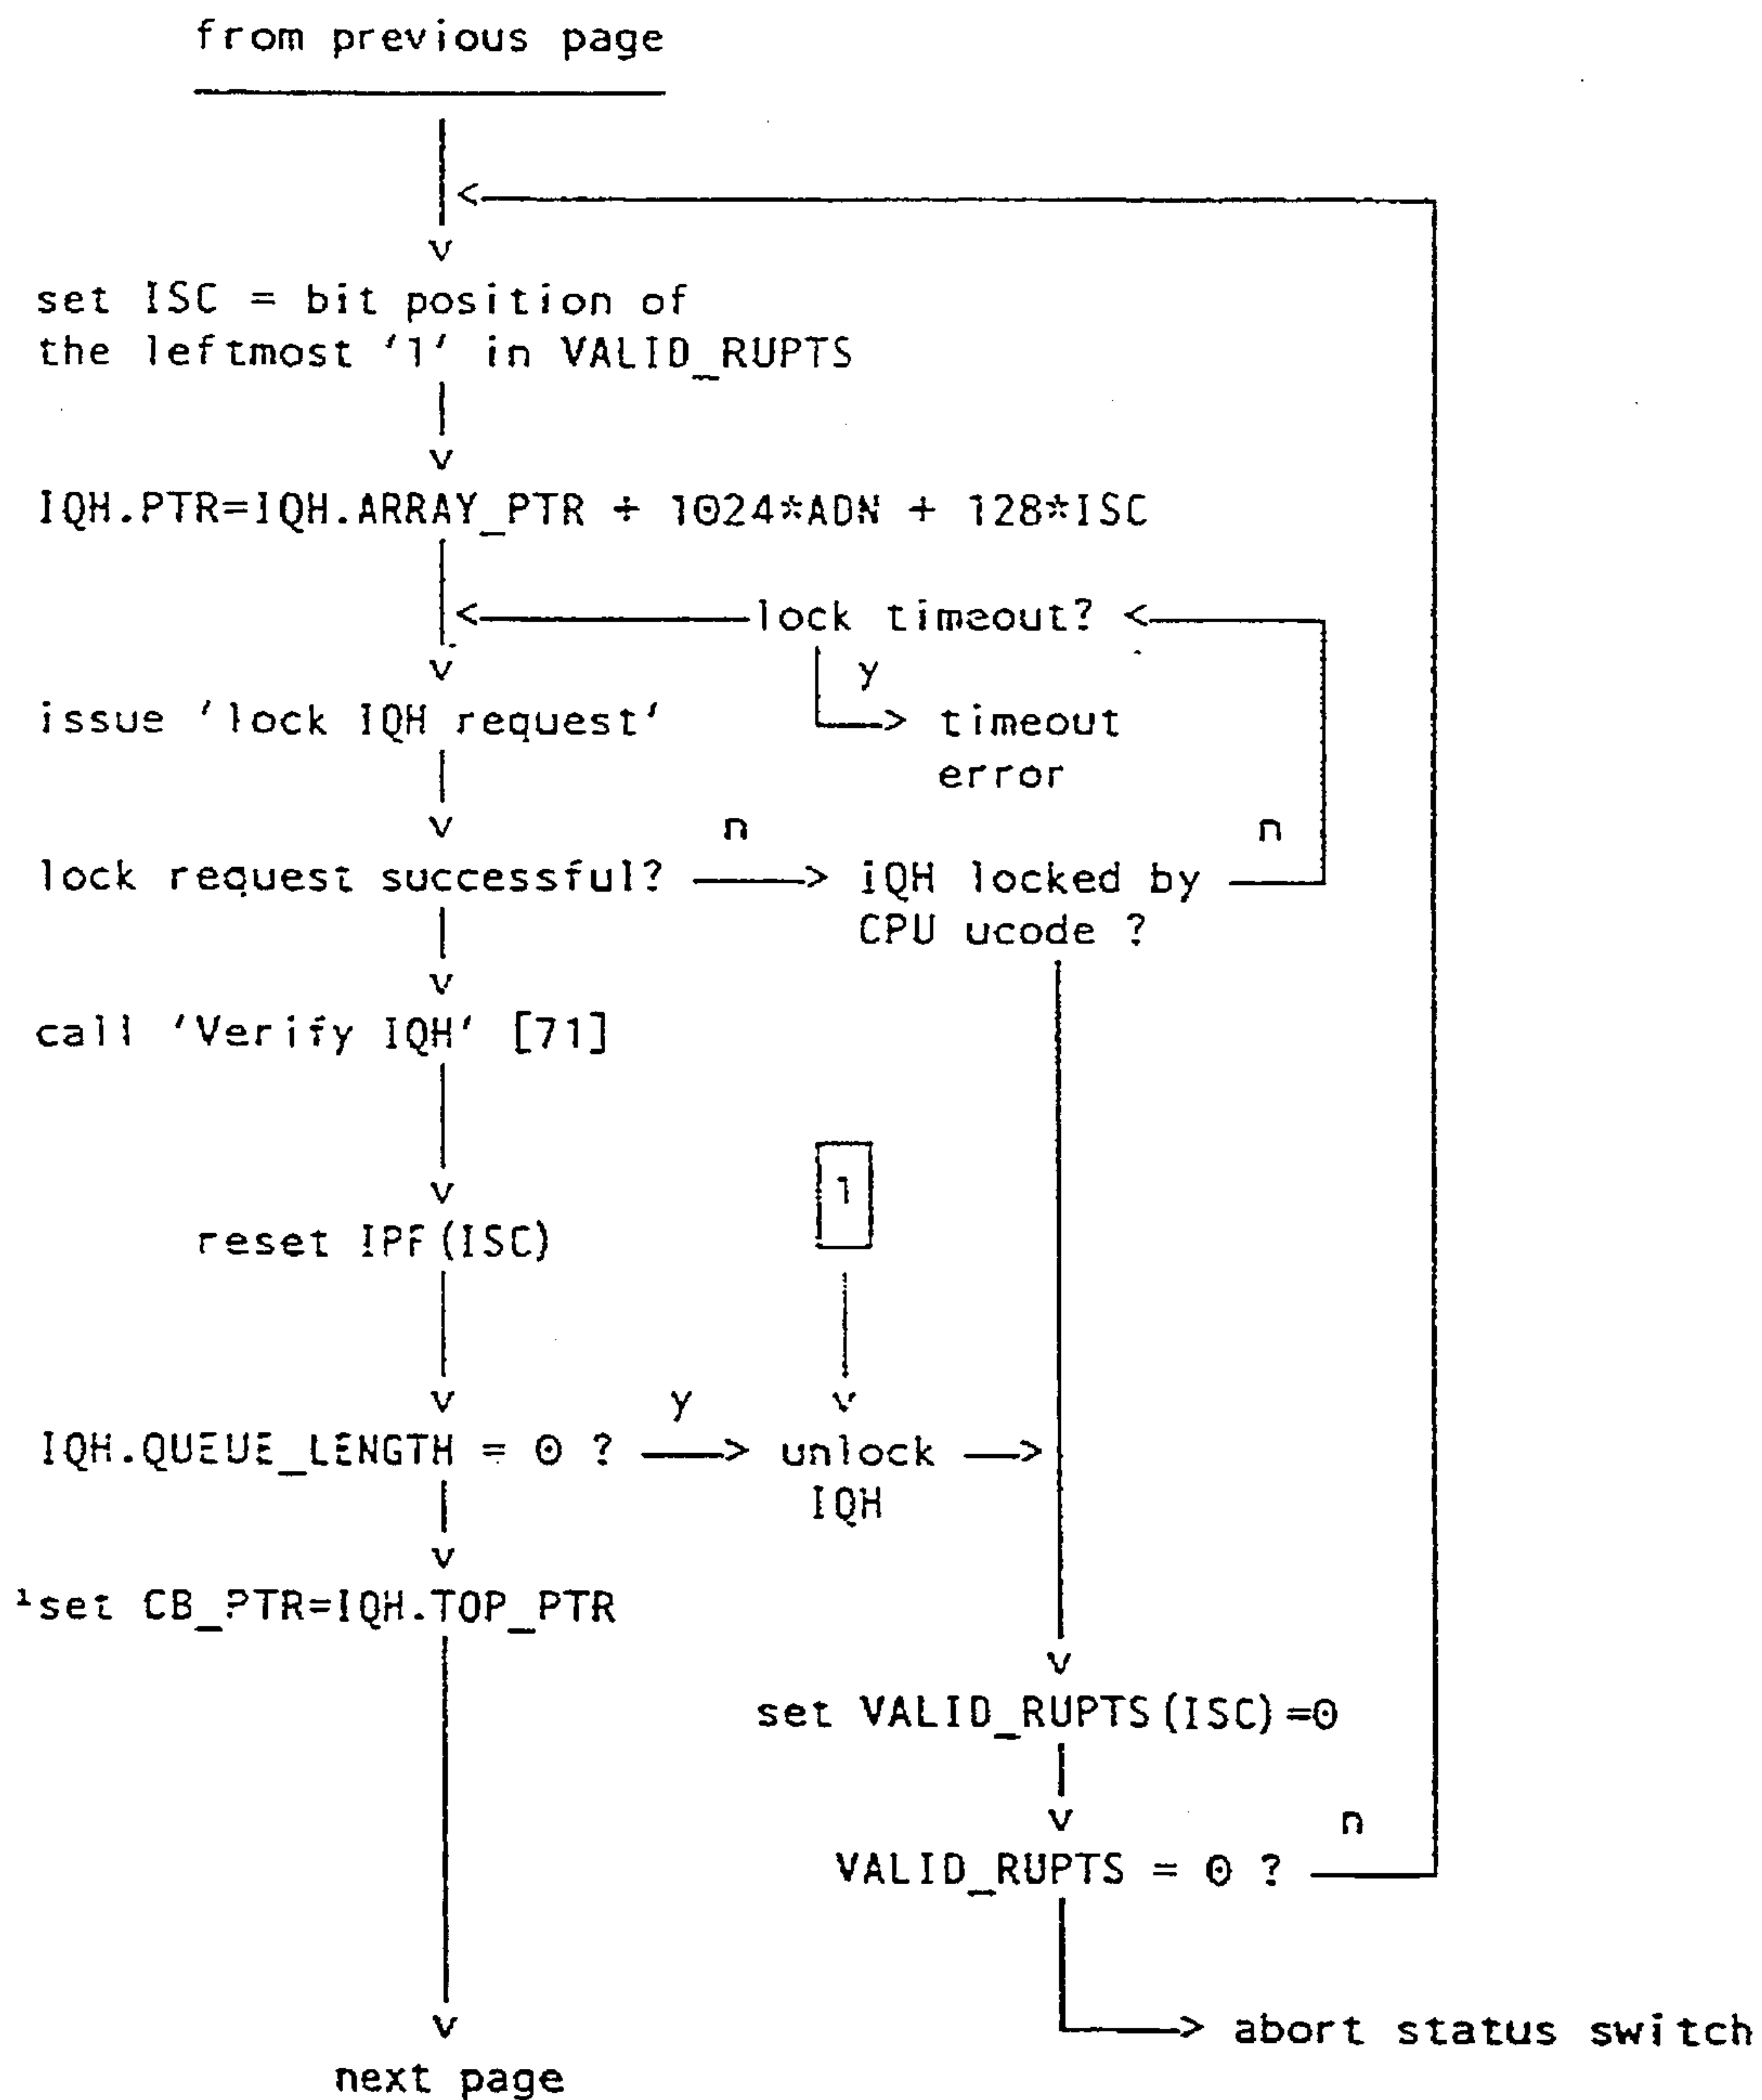 from previous page
<
v
set ISC = bit position of
the leftmost '1' in VALID_RUPTS
v
IQH.PTR=IQH.ARRAY_PTR + 1024*ADN + 128*ISC
< lock timeout? <
v y
issue 'lock IQH request' > timeout
error
v n n
lock request successful? > IQH locked by
CPU ucode ?
v
call 'Verify IQH' [71]
1
v
reset IPF(ISC)
v y v
IQH.QUEUE_LENGTH = 0 ? > unlock >
IQH
v
1set CB_PTR=IQH.TOP_PTR
v
set VALID_RUPTS(ISC)=0
v n
VALID_RUPTS = 0 ?
v > abort status switch
next page